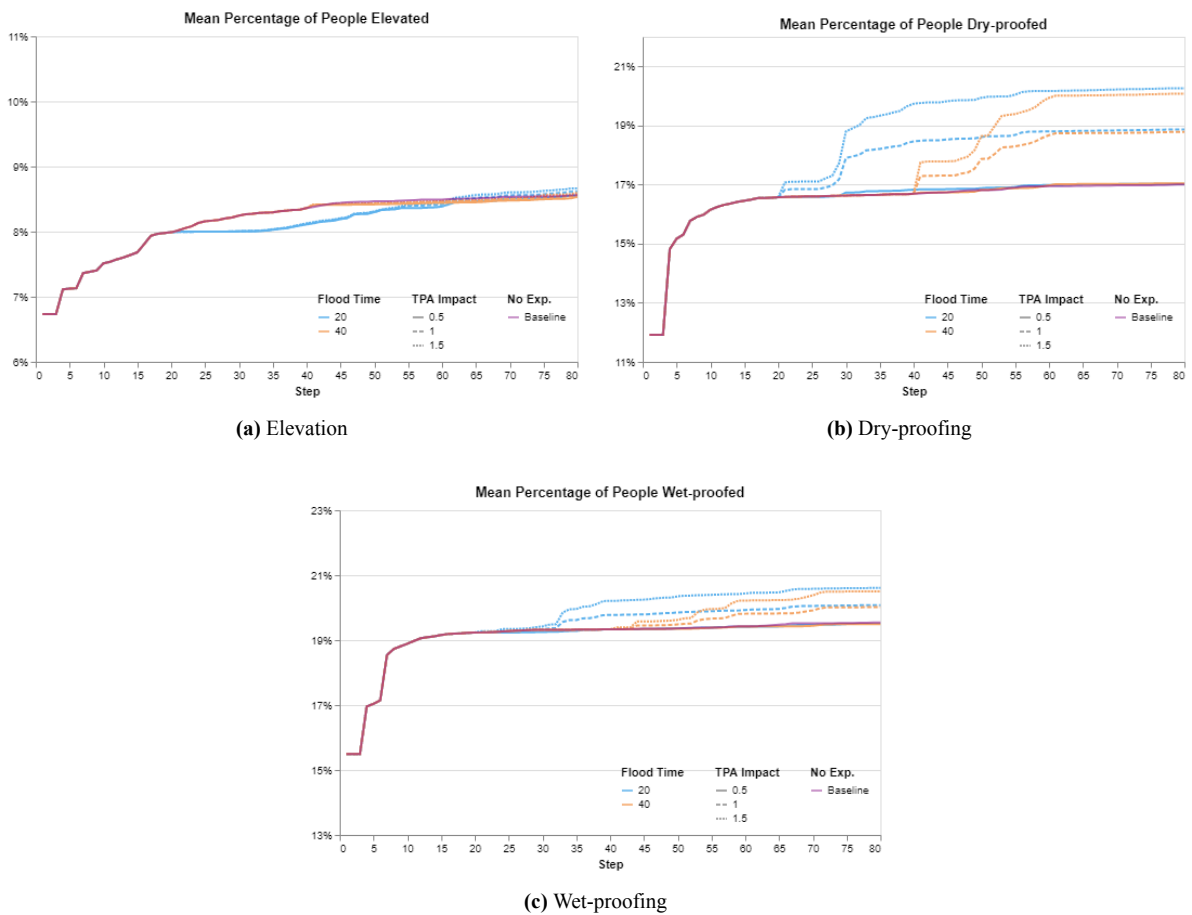 Mean Percentage of People Elevated
11%
10%
9%
8%
7%
6%
0 5 10 15 20 25 30 35 40 45 50 55 60 65 70 75 80
Step
Flood Time TPA Impact No Exp.
20 0.5 Baseline
40 1
1.5
(a) Elevation
Mean Percentage of People Dry-proofed
21%
19%
17%
15%
13%
11%
0 5 10 15 20 25 30 35 40 45 50 55 60 65 70 75 80
Step
Flood Time TPA Impact No Exp.
20 0.5 Baseline
40 1
1.5
(b) Dry-proofing
Mean Percentage of People Wet-proofed
23%
21%
19%
17%
15%
13%
0 5 10 15 20 25 30 35 40 45 50 55 60 65 70 75 80
Step
Flood Time TPA Impact No Exp.
20 0.5 Baseline
40 1
1.5
(c) Wet-proofing